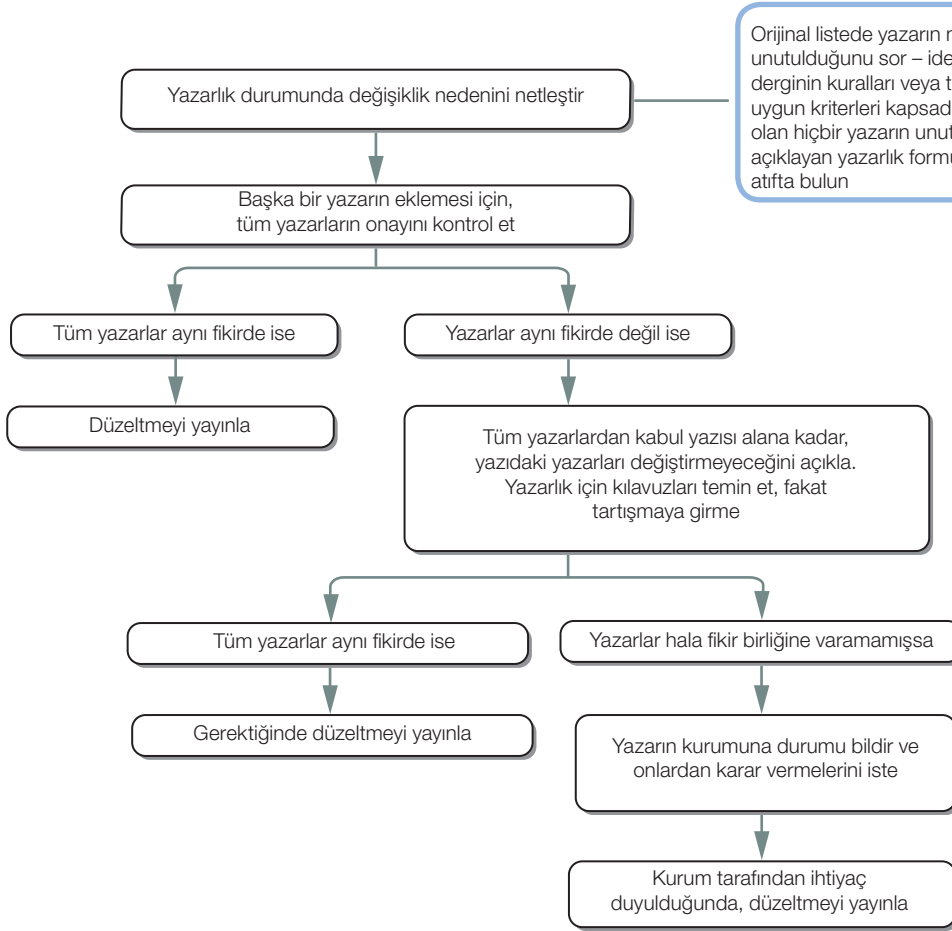 Yazarlık durumunda değişiklik nedenini netleştir
Orijinal listede yazarın
unutulduğunu sor –
derginin kuralları veya
uygun kriterleri
olan hiçbir yazarın
açıklayan yazarlık
atıfta bulun
Başka bir yazarın eklemesi için,
tüm yazarların onayını kontrol et
Tüm yazarlar aynı fikirde ise
Yazarlar aynı fikirde değil ise
Düzeltmeyi yayınla
Tüm yazarlardan kabul yazısı alana kadar,
yazıdaki yazarları değiştirmeyeceğini açıkla.
Yazarlık için kılavuzları temin et, fakat
tartışmaya girme
Tüm yazarlar aynı fikirde ise
Yazarlar hala fikir birliğine varamamışsa
Gerektiğinde düzeltmeyi yayınla
Yazarın kurumuna durumu bildir ve
onlardan karar vermelerini iste
Kurum tarafından ihtiyaç
duyulduğunda, düzeltmeyi yayınla